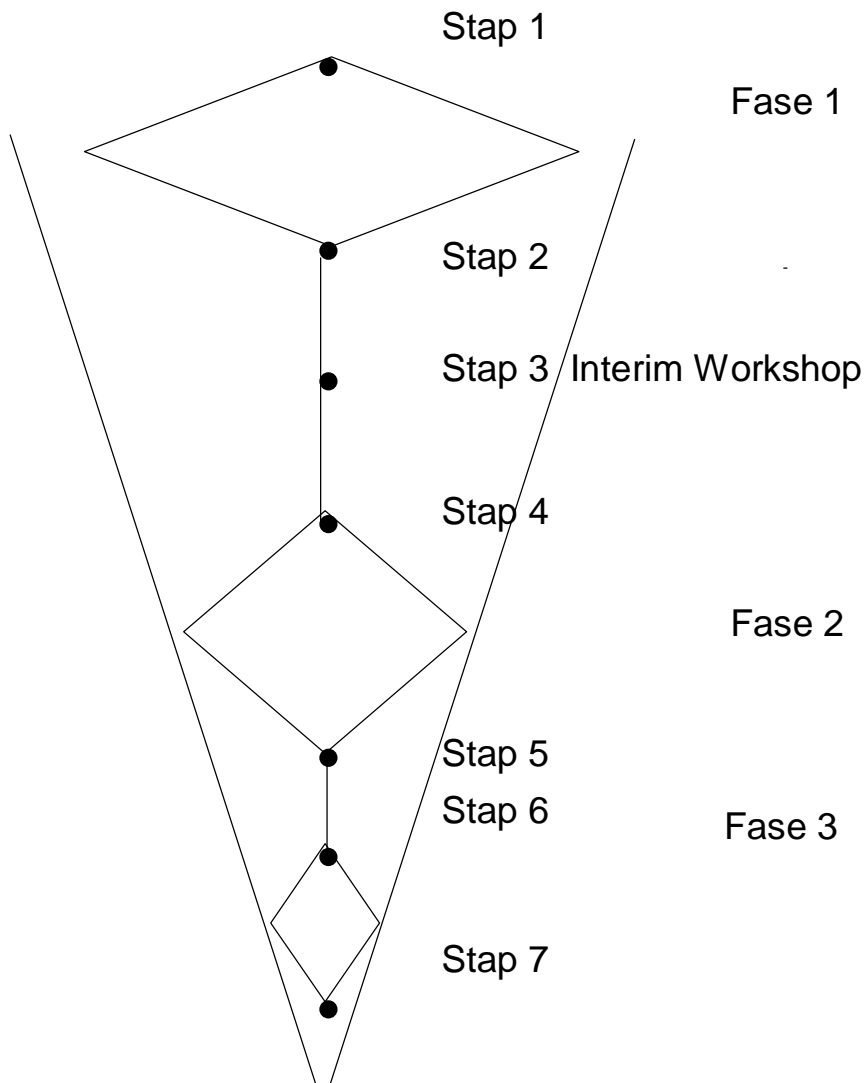 Stap 1
Fase 1
Stap 2
-
Stap 3 Interim Workshop
Stap 4
Fase 2
Stap 5
Stap 6
Fase 3
Stap 7